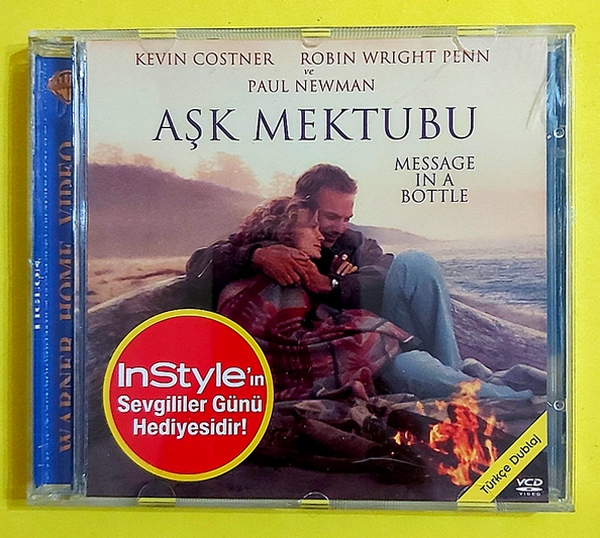 KEVIN COSTNER ROBIN WRIGHT PENN
ve
PAUL NEWMAN
AŞK MEKTUBU
MESSAGE
IN A
BOTTLE
InStyle'ın
Sevgililer Günü
Hediyesidir!
Türkçe Dublaj
VCD
VIDEO
WARNER HOME VIDEO